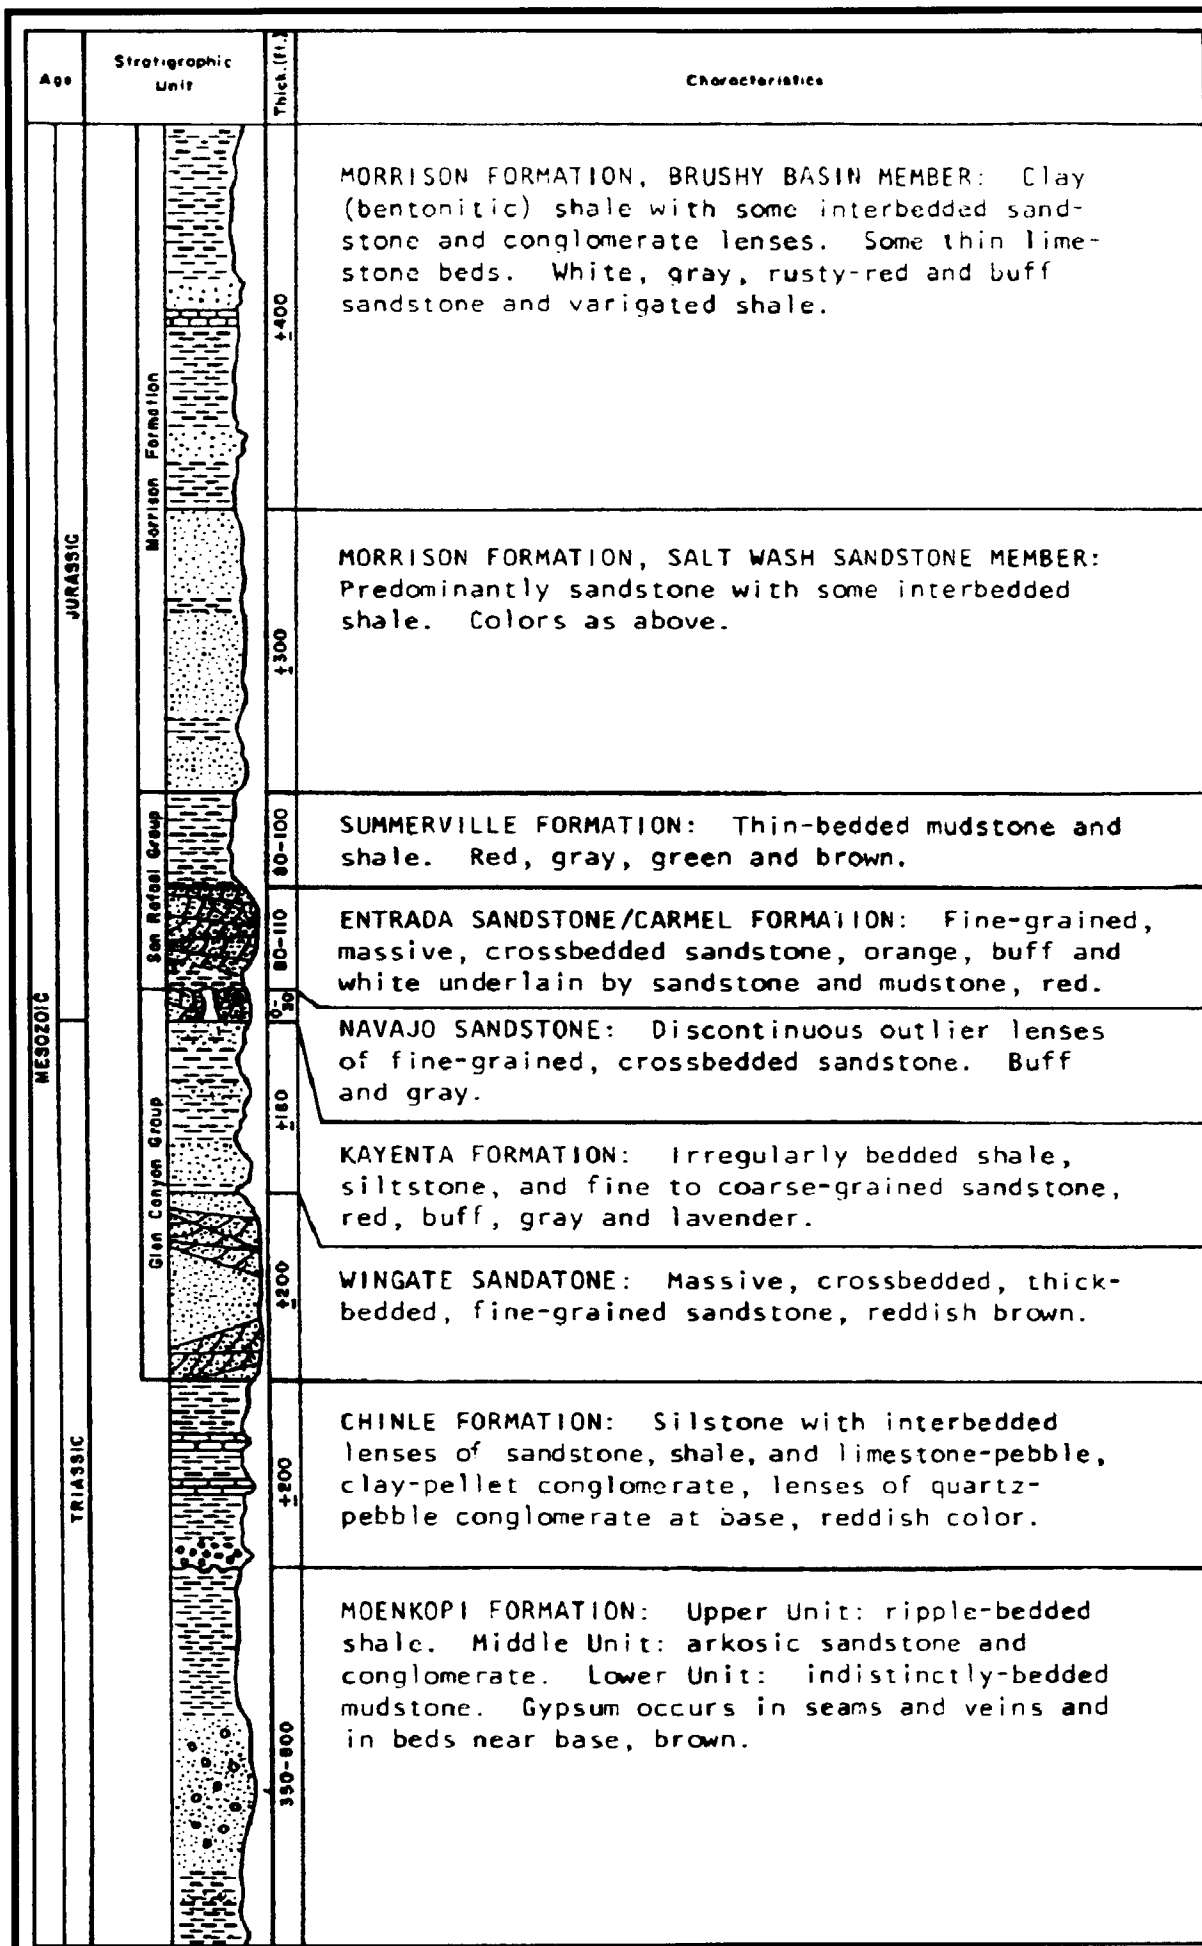 Age
Stratigraphic
Unit
Thick.(Ft.)
Characteristics
MESOZOIC
JURASSIC
TRIASSIC
Morrison Formation
San Rafael Group
Glen Canyon Group
±400
MORRISON FORMATION, BRUSHY BASIN MEMBER: Clay
(bentonitic) shale with some interbedded sand-
stone and conglomerate lenses. Some thin lime-
stone beds. White, gray, rusty-red and buff
sandstone and varigated shale.
±300
MORRISON FORMATION, SALT WASH SANDSTONE MEMBER:
Predominantly sandstone with some interbedded
shale. Colors as above.
80-100
SUMMERVILLE FORMATION: Thin-bedded mudstone and
shale. Red, gray, green and brown.
80-110
ENTRADA SANDSTONE/CARMEL FORMATION: Fine-grained,
massive, crossbedded sandstone, orange, buff and
white underlain by sandstone and mudstone, red.
0-30
NAVAJO SANDSTONE: Discontinuous outlier lenses
of fine-grained, crossbedded sandstone. Buff
and gray.
±180
KAYENTA FORMATION: Irregularly bedded shale,
siltstone, and fine to coarse-grained sandstone,
red, buff, gray and lavender.
±200
WINGATE SANDATONE: Massive, crossbedded, thick-
bedded, fine-grained sandstone, reddish brown.
±200
CHINLE FORMATION: Silstone with interbedded
lenses of sandstone, shale, and limestone-pebble,
clay-pellet conglomerate, lenses of quartz-
pebble conglomerate at base, reddish color.
350-800
MOENKOPI FORMATION: Upper Unit: ripple-bedded
shale. Middle Unit: arkosic sandstone and
conglomerate. Lower Unit: indistinctly-bedded
mudstone. Gypsum occurs in seams and veins and
in beds near base, brown.